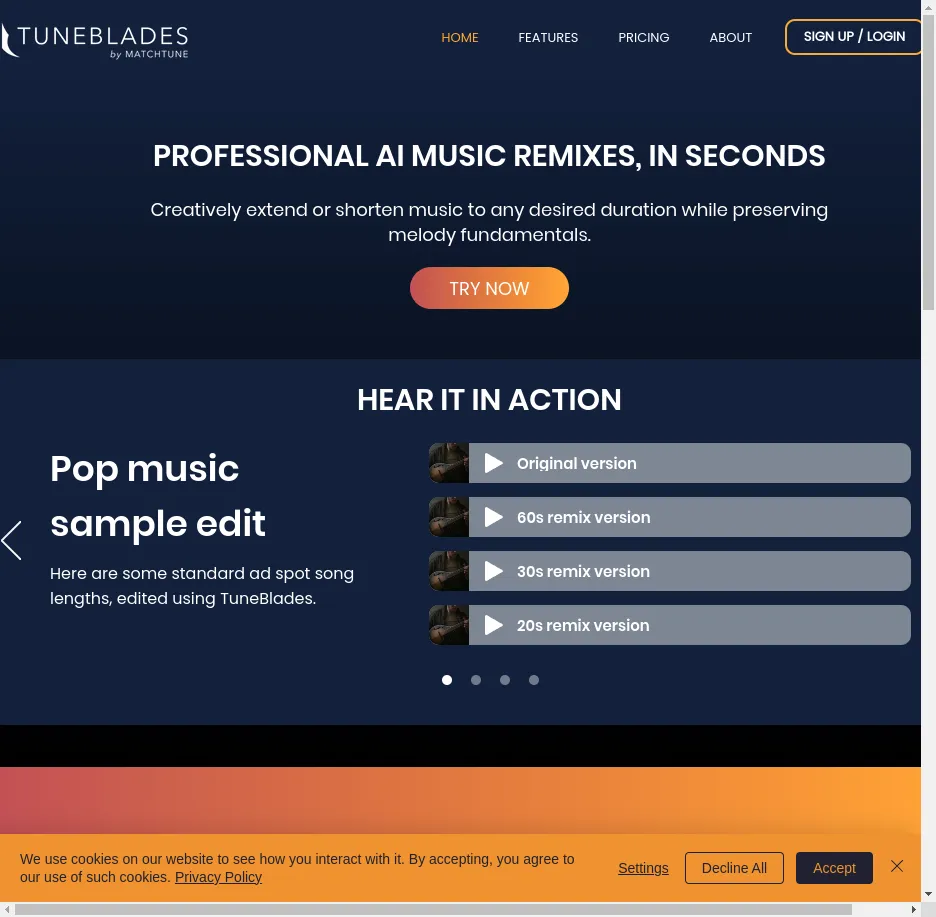 TUNEBLADES
by MATCHTUNE
HOME
FEATURES
PRICING
ABOUT
SIGN UP / LOGIN
PROFESSIONAL AI MUSIC REMIXES, IN SECONDS
Creatively extend or shorten music to any desired duration while preserving
melody fundamentals.
TRY NOW
HEAR IT IN ACTION
Pop music
sample edit
Here are some standard ad spot song
lengths, edited using TuneBlades.
Original version
60s remix version
30s remix version
20s remix version
We use cookies on our website to see how you interact with it. By accepting, you agree to
our use of such cookies. Privacy Policy
Settings
Decline All
Accept